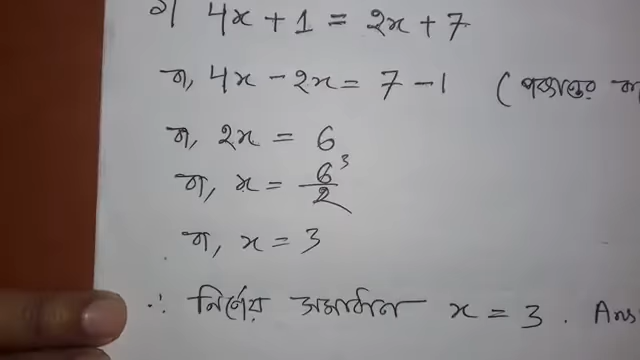 ১| 4x + 1 = 2x + 7
বা, 4x - 2x = 7 - 1 (পক্ষান্তর
বা, 2x = 6
বা, x = 6/2 3
বা, x = 3
∴ নির্ণেয় সমাধান x = 3 . Ans